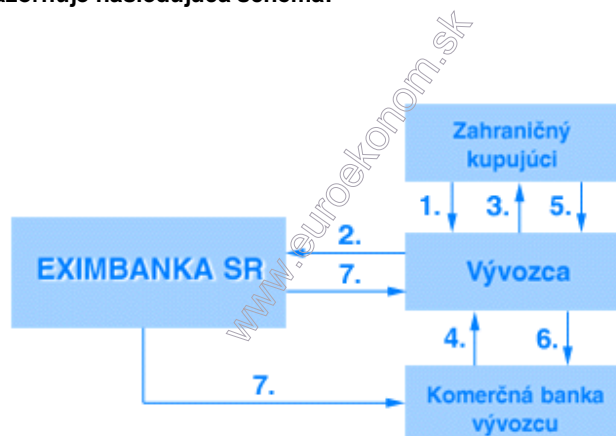 www.euroekonom.sk
Zahraničný
kupujúci
1.
3.
5.
2.
EXIMBANKA SR
7.
Vývozca
4.
6.
7.
Komerčná banka
vývozcu